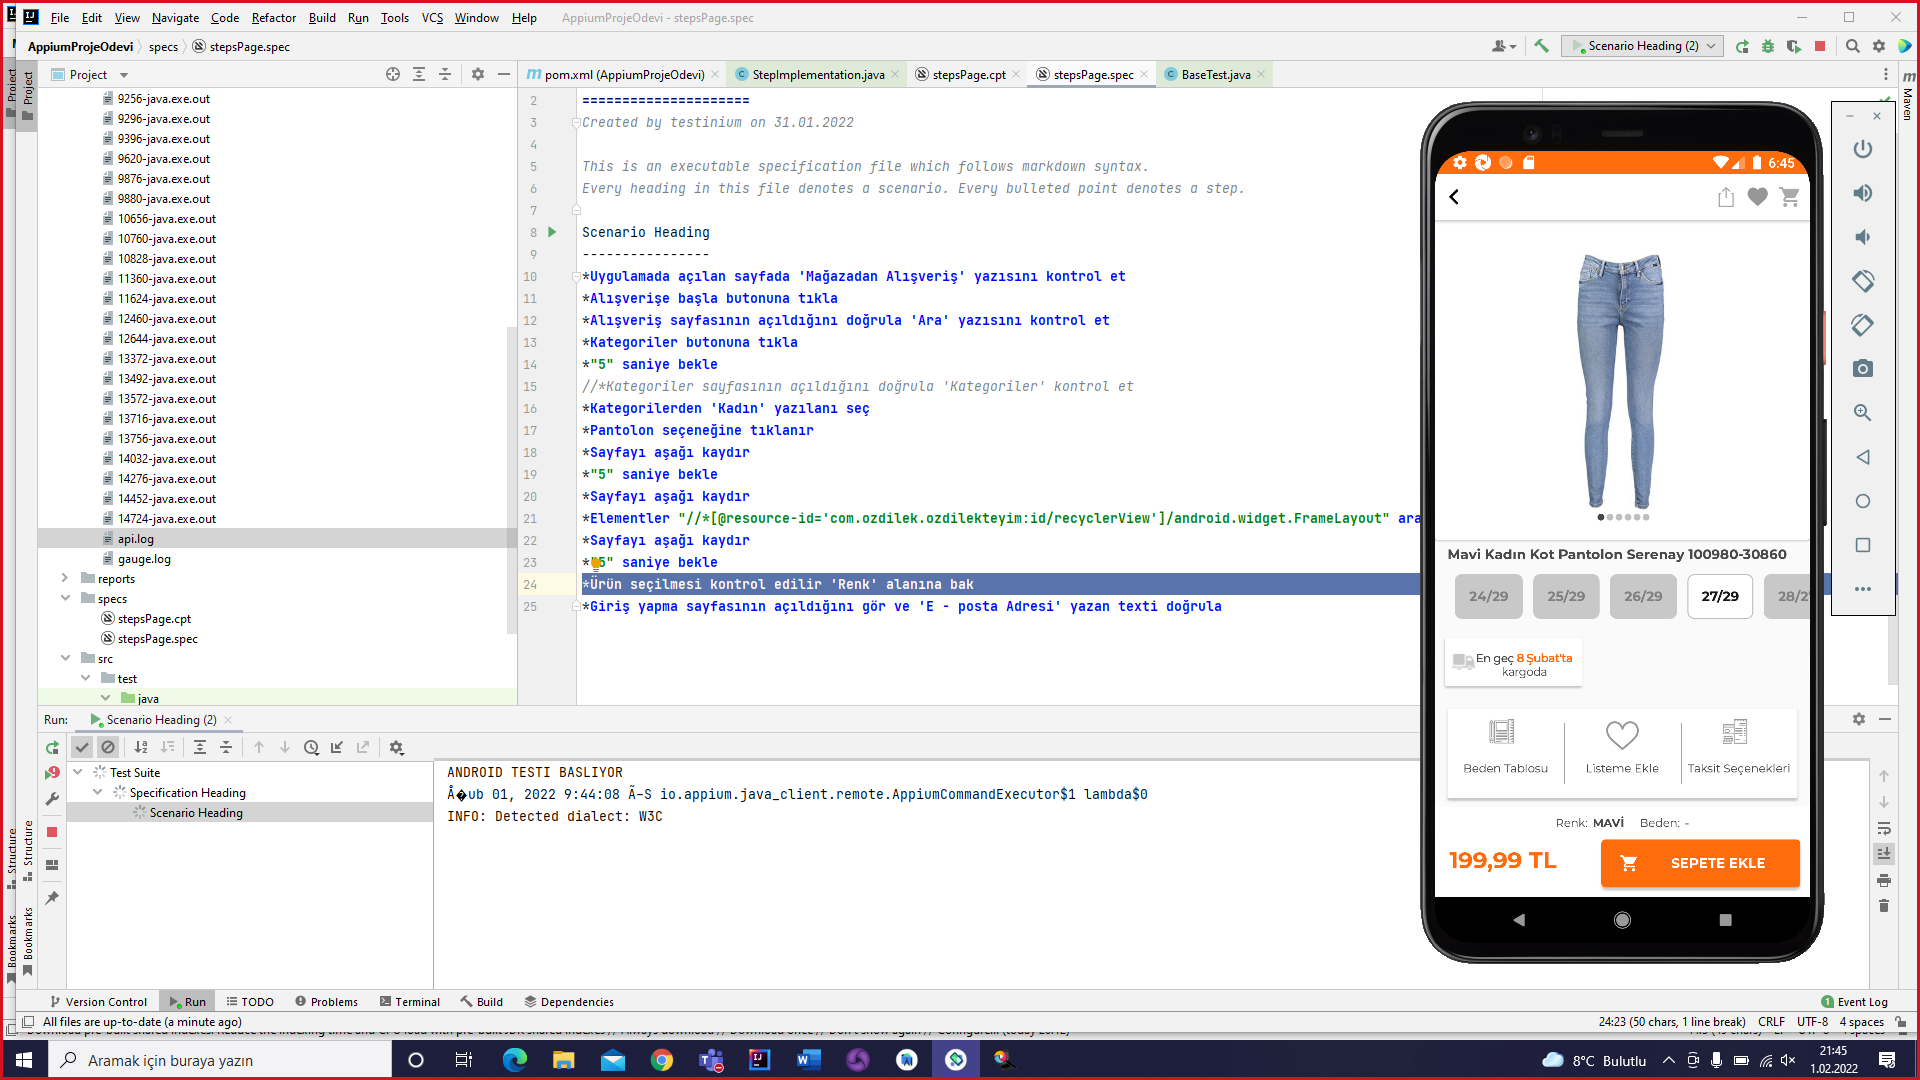 File Edit View Navigate Code Refactor Build Run Tools VCS Window Help AppiumProjeOdevi - stepsPage.spec
AppiumProjeOdevi specs stepsPage.spec
Scenario Heading (2)
Project
pom.xml (AppiumProjeOdevi) StepImplementation.java stepsPage.cpt stepsPage.spec BaseTest.java
Maven
Project
Project
9256-java.exe.out
9296-java.exe.out
9396-java.exe.out
9620-java.exe.out
9876-java.exe.out
9880-java.exe.out
10656-java.exe.out
10760-java.exe.out
10828-java.exe.out
11360-java.exe.out
11624-java.exe.out
12460-java.exe.out
12644-java.exe.out
13372-java.exe.out
13492-java.exe.out
13572-java.exe.out
13716-java.exe.out
13756-java.exe.out
14032-java.exe.out
14276-java.exe.out
14452-java.exe.out
14724-java.exe.out
api.log
gauge.log
reports
specs
stepsPage.cpt
stepsPage.spec
src
test
java
2 =====================
3 Created by testinium on 31.01.2022
4
5 This is an executable specification file which follows markdown syntax.
6 Every heading in this file denotes a scenario. Every bulleted point denotes a step.
7
8 Scenario Heading
9 ----------------
10 *Uygulamada açılan sayfada 'Mağazadan Alışveriş' yazısını kontrol et
11 *Alışverişe başla butonuna tıkla
12 *Alışveriş sayfasının açıldığını doğrula 'Ara' yazısını kontrol et
13 *Kategoriler butonuna tıkla
14 *"5" saniye bekle
15 //*Kategoriler sayfasının açıldığını doğrula 'Kategoriler' kontrol et
16 *Kategorilerden 'Kadın' yazılanı seç
17 *Pantolon seçeneğine tıklanır
18 *Sayfayı aşağı kaydır
19 *"5" saniye bekle
20 *Sayfayı aşağı kaydır
21 *Elementler "//*[@resource-id='com.ozdilek.ozdilekteyim:id/recyclerView']/android.widget.FrameLayout" ara
22 *Sayfayı aşağı kaydır
23 *"5" saniye bekle
24 *Ürün seçilmesi kontrol edilir 'Renk' alanına bak
25 *Giriş yapma sayfasının açıldığını gör ve 'E - posta Adresi' yazan texti doğrula
6:45
Mavi Kadın Kot Pantolon Serenay 100980-30860
24/29 25/29 26/29 27/29
En geç 8 Şubat'ta
kargoda
Beden Tablosu Listeme Ekle Taksit Seçenekleri
Renk: MAVİ Beden: -
199,99 TL SEPETE EKLE
Run: Scenario Heading (2)
Test Suite
Specification Heading
Scenario Heading
ANDROID TESTI BASLIYOR
Å�ub 01, 2022 9:44:08 Ã–S io.appium.java_client.remote.AppiumCommandExecutor$1 lambda$0
INFO: Detected dialect: W3C
Structure
Structure
Bookmarks
Bookmarks
Version Control Run TODO Problems Terminal Build Dependencies
1 Event Log
All files are up-to-date (a minute ago)
24:23 (50 chars, 1 line break) CRLF UTF-8 4 spaces
Aramak için buraya yazın
8°C Bulutlu
21:45
1.02.2022